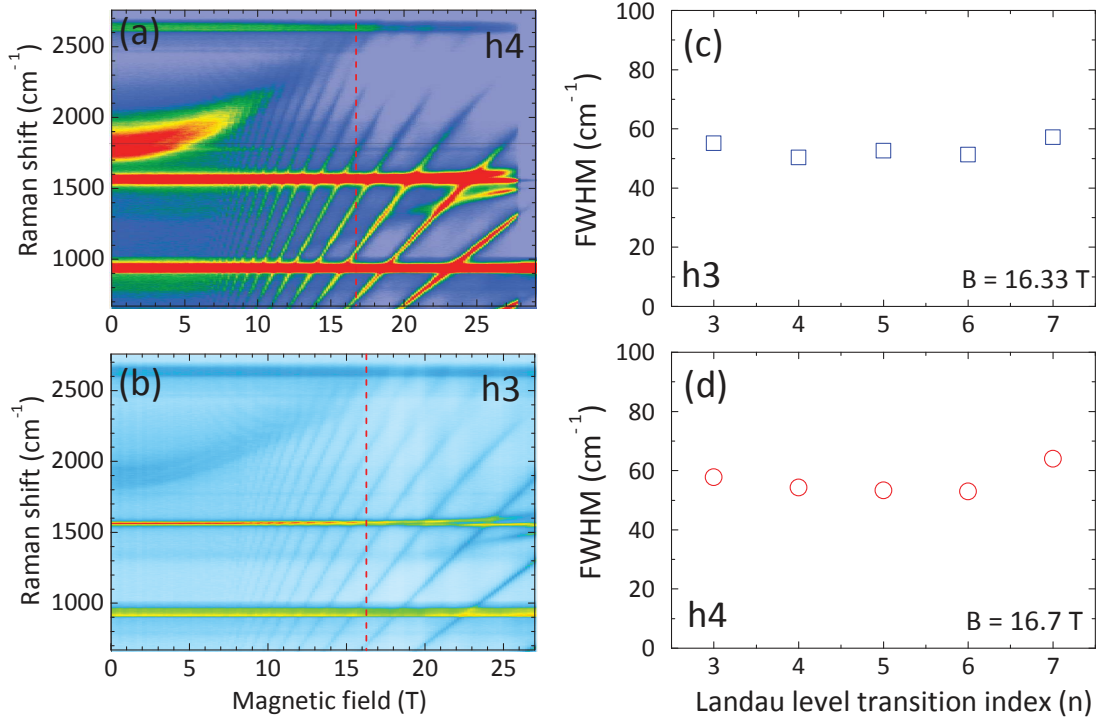 (a)
h4
Raman shift (cm⁻¹)
2500
2000
1500
1000
0 5 10 15 20 25
(b)
h3
Raman shift (cm⁻¹)
2500
2000
1500
1000
0 5 10 15 20 25
Magnetic field (T)
(c)
FWHM (cm⁻¹)
100
80
60
40
20
0
h3
B = 16.33 T
3 4 5 6 7
(d)
FWHM (cm⁻¹)
100
80
60
40
20
0
h4
B = 16.7 T
3 4 5 6 7
Landau level transition index (n)